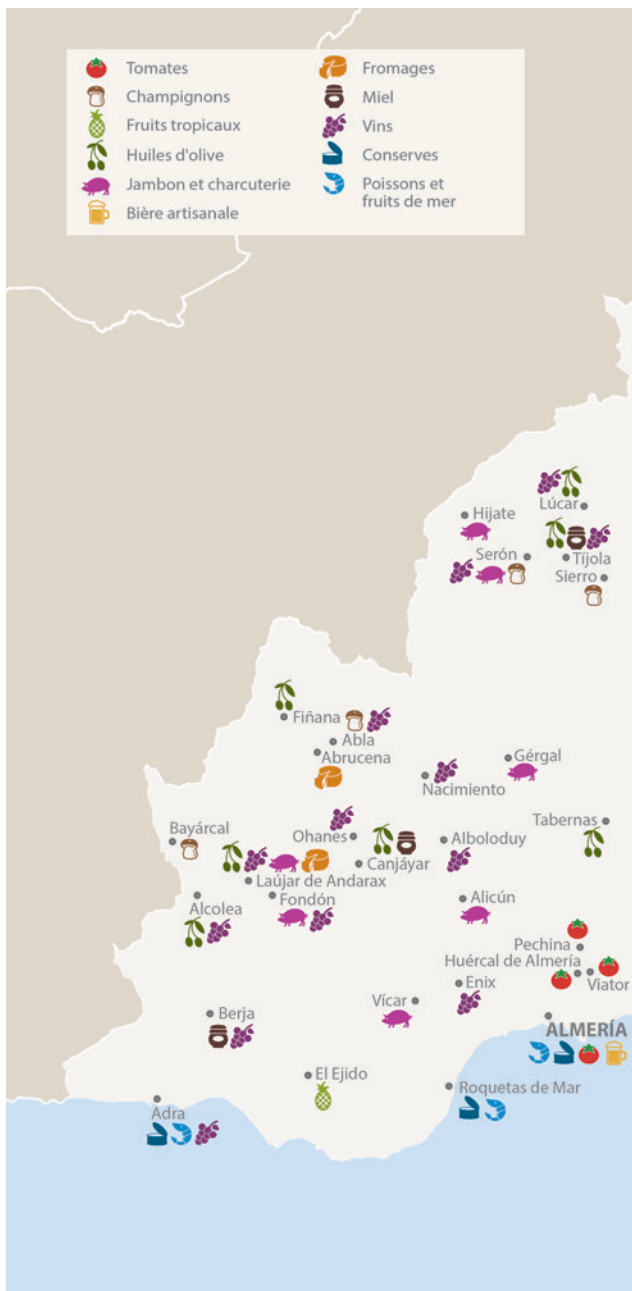 Tomates
Champignons
Fruits tropicaux
Huiles d'olive
Jambon et charcuterie
Bière artisanale
Fromages
Miel
Vins
Conserves
Poissons et
fruits de mer
Lúcar
Hijate
Serón
Tíjola
Sierro
Fiñana
Abla
Abrucena
Gérgal
Nacimiento
Tabernas
Bayárcal
Ohanes
Alboloduy
Canjáyar
Laújar de Andarax
Alcolea
Fondón
Alicún
Pechina
Huércal de Almería
Viator
Enix
Vícar
Berja
ALMERÍA
El Ejido
Roquetas de Mar
Adra